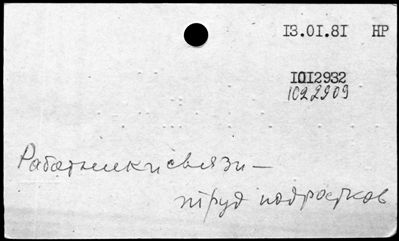 13.01.81 НР
1012932
1022909
Работники связи —
труд подростков